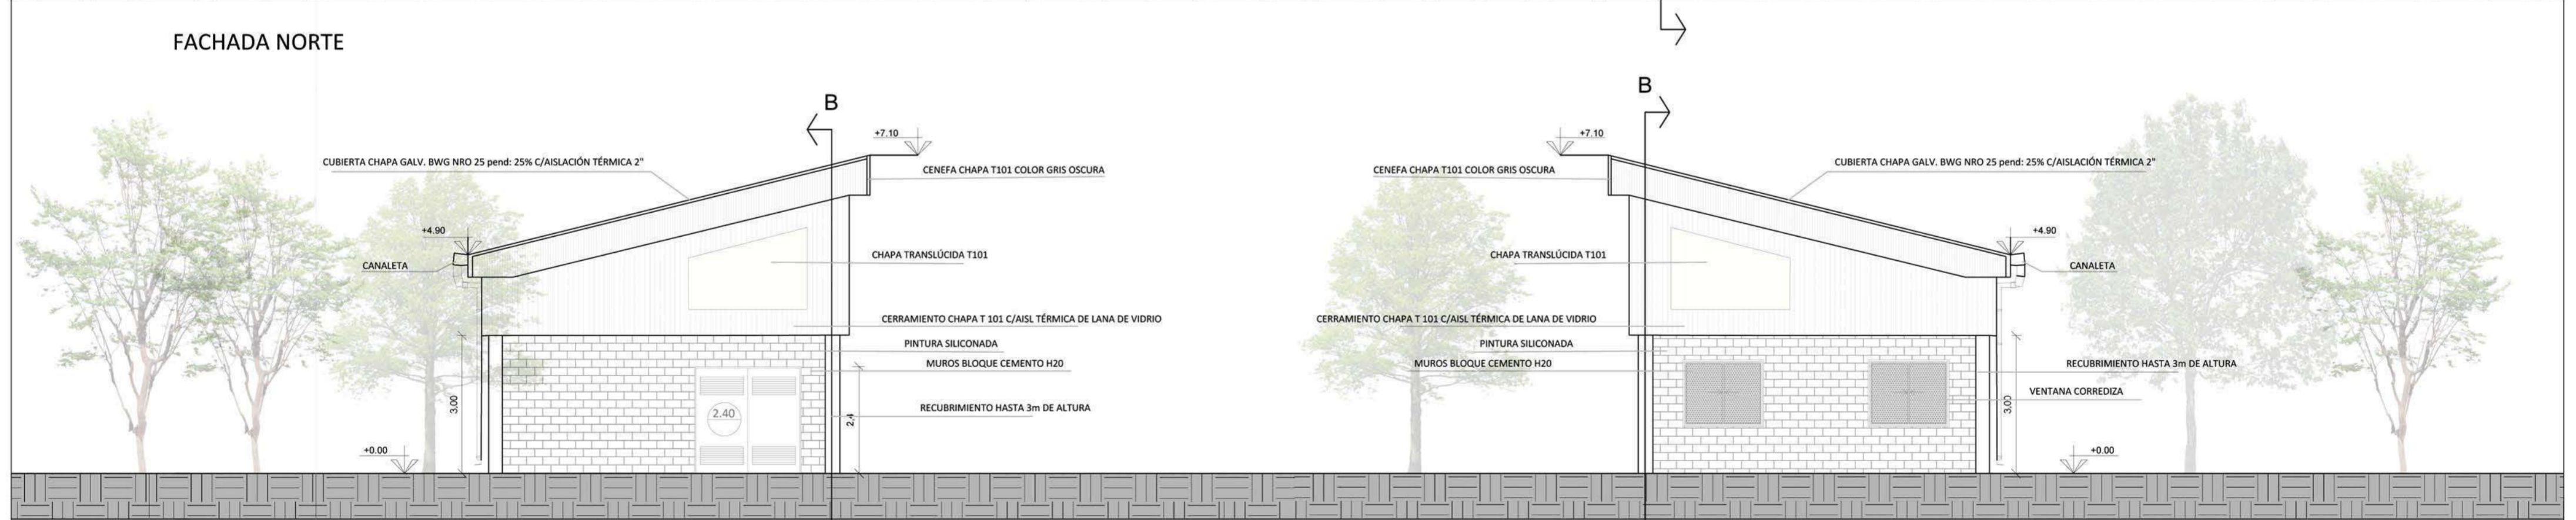 FACHADA NORTE
B
+7.10
CUBIERTA CHAPA GALV. BWG NRO 25 pend: 25% C/AISLACIÓN TÉRMICA 2"
CENEFA CHAPA T101 COLOR GRIS OSCURA
+4.90
CANALETA
CHAPA TRANSLÚCIDA T101
CERRAMIENTO CHAPA T 101 C/AISL TÉRMICA DE LANA DE VIDRIO
PINTURA SILICONADA
MUROS BLOQUE CEMENTO H20
3,00
2.40
2,4
RECUBRIMIENTO HASTA 3m DE ALTURA
+0.00
B
+7.10
CENEFA CHAPA T101 COLOR GRIS OSCURA
CUBIERTA CHAPA GALV. BWG NRO 25 pend: 25% C/AISLACIÓN TÉRMICA 2"
+4.90
CHAPA TRANSLÚCIDA T101
CANALETA
CERRAMIENTO CHAPA T 101 C/AISL TÉRMICA DE LANA DE VIDRIO
PINTURA SILICONADA
MUROS BLOQUE CEMENTO H20
RECUBRIMIENTO HASTA 3m DE ALTURA
VENTANA CORREDIZA
3,00
+0.00